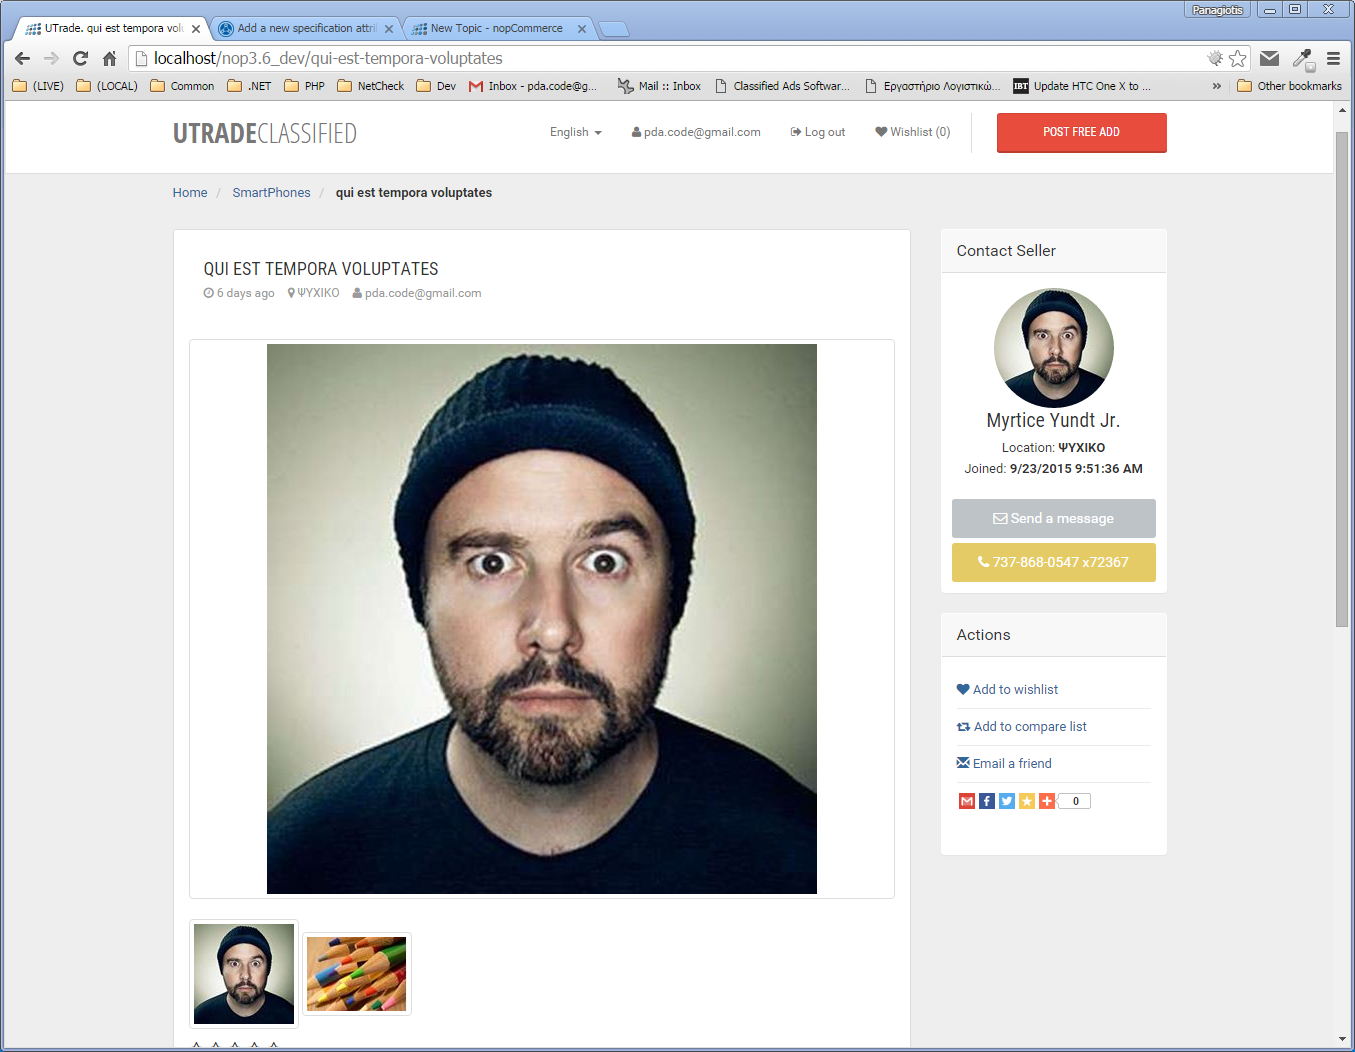 Panagiotis
UTrade. qui est tempora volu
Add a new specification attril
New Topic - nopCommerce
localhost/nop3.6_dev/qui-est-tempora-voluptates
(LIVE) (LOCAL) Common .NET PHP NetCheck Dev Inbox - pda.code@g... Mail :: Inbox Classified Ads Softwar... Εργαστήριο Λογιστικώ... IBT Update HTC One X to ... » Other bookmarks
UTRADECLASSIFIED English pda.code@gmail.com Log out Wishlist (0) POST FREE ADD
Home / SmartPhones / qui est tempora voluptates
QUI EST TEMPORA VOLUPTATES
6 days ago ΨΥΧΙΚΟ pda.code@gmail.com
Contact Seller
Myrtice Yundt Jr.
Location: ΨΥΧΙΚΟ
Joined: 9/23/2015 9:51:36 AM
Send a message
737-868-0547 x72367
Actions
Add to wishlist
Add to compare list
Email a friend
0